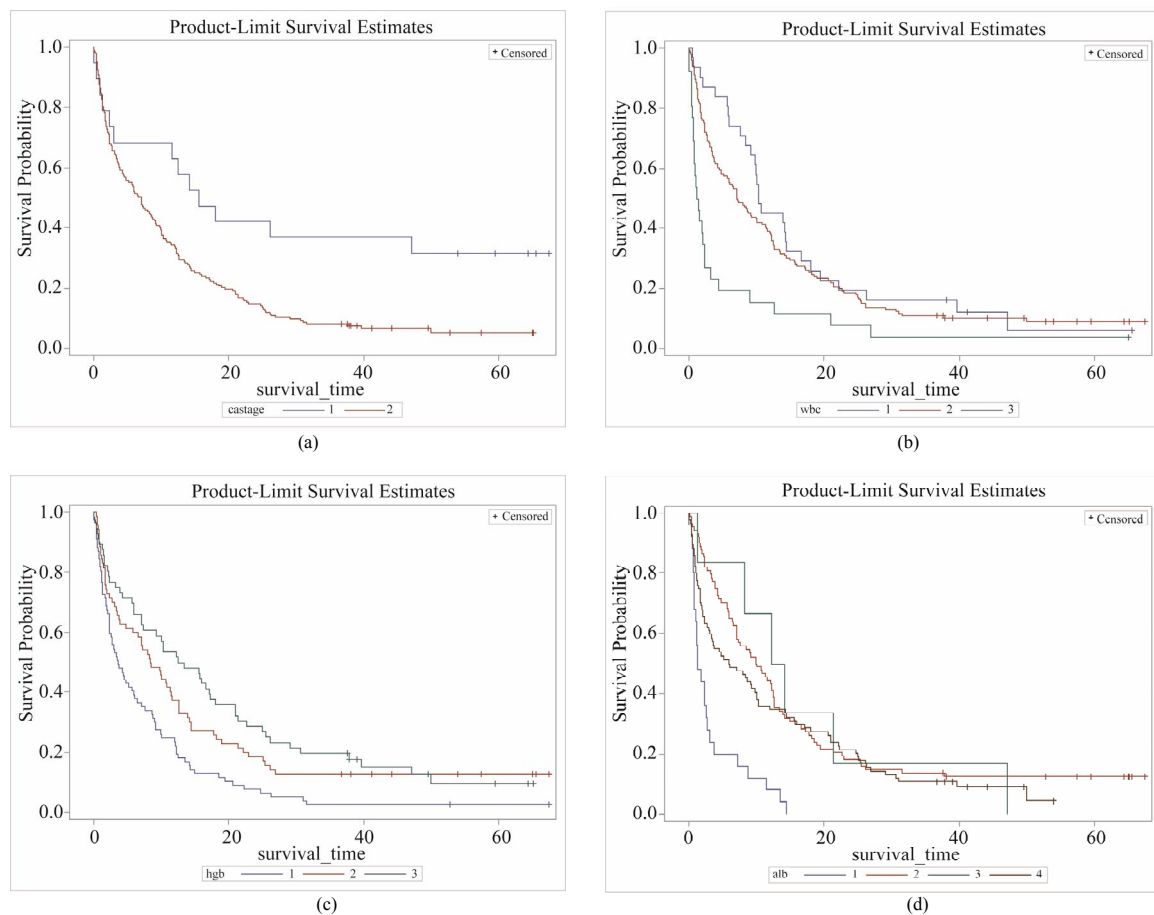 Product-Limit Survival Estimates
+ Censored
1.0
0.8
0.6
0.4
0.2
0.0
Survival Probability
0 20 40 60
survival_time
castage 1 2
(a)
Product-Limit Survival Estimates
+ Censored
1.0
0.8
0.6
0.4
0.2
0.0
Survival Probability
0 20 40 60
survival_time
wbc 1 2 3
(b)
Product-Limit Survival Estimates
+ Censored
1.0
0.8
0.6
0.4
0.2
0.0
Survival Probability
0 20 40 60
survival_time
hgb 1 2 3
(c)
Product-Limit Survival Estimates
+ Censored
1.0
0.8
0.6
0.4
0.2
0.0
Survival Probability
0 20 40 60
survival_time
alb 1 2 3 4
(d)